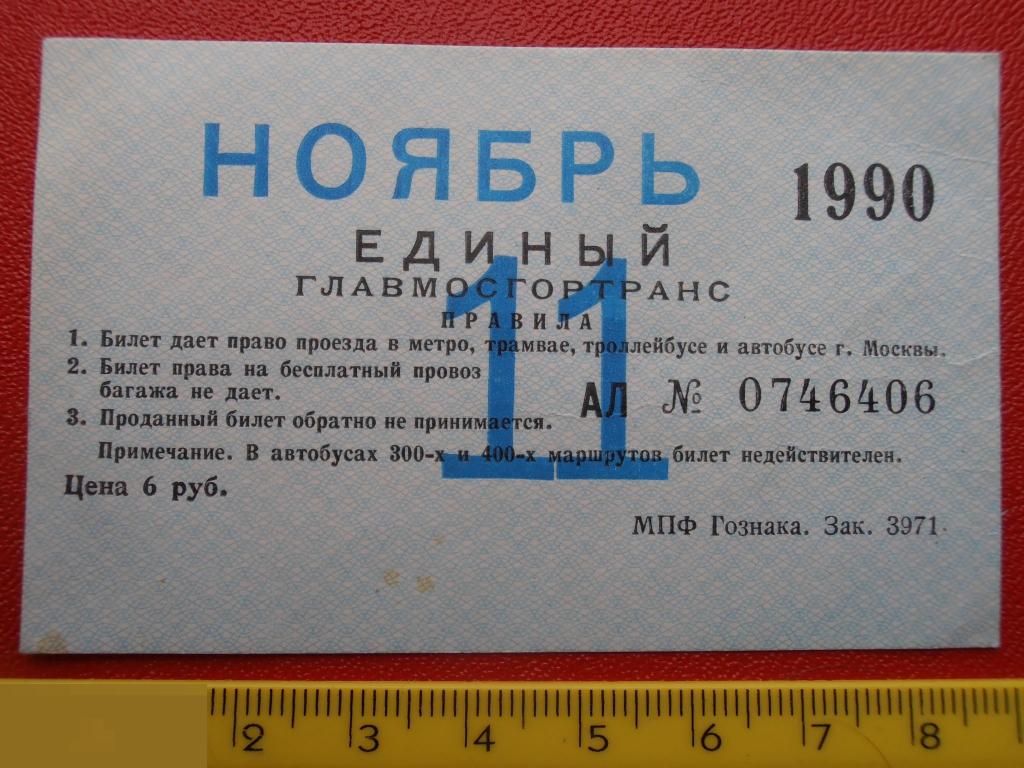 НОЯБРЬ
1990
ЕДИНЫЙ
ГЛАВМОСГОРТРАНС
11
ПРАВИЛА
1. Билет дает право проезда в метро, трамвае, троллейбусе и автобусе г. Москвы.
2. Билет права на бесплатный провоз
багажа не дает.
АЛ № 0746406
3. Проданный билет обратно не принимается.
Примечание. В автобусах 300-х и 400-х маршрутов билет недействителен.
Цена 6 руб.
МПФ Гознака. Зак. 3971
2 3 4 5 6 7 8